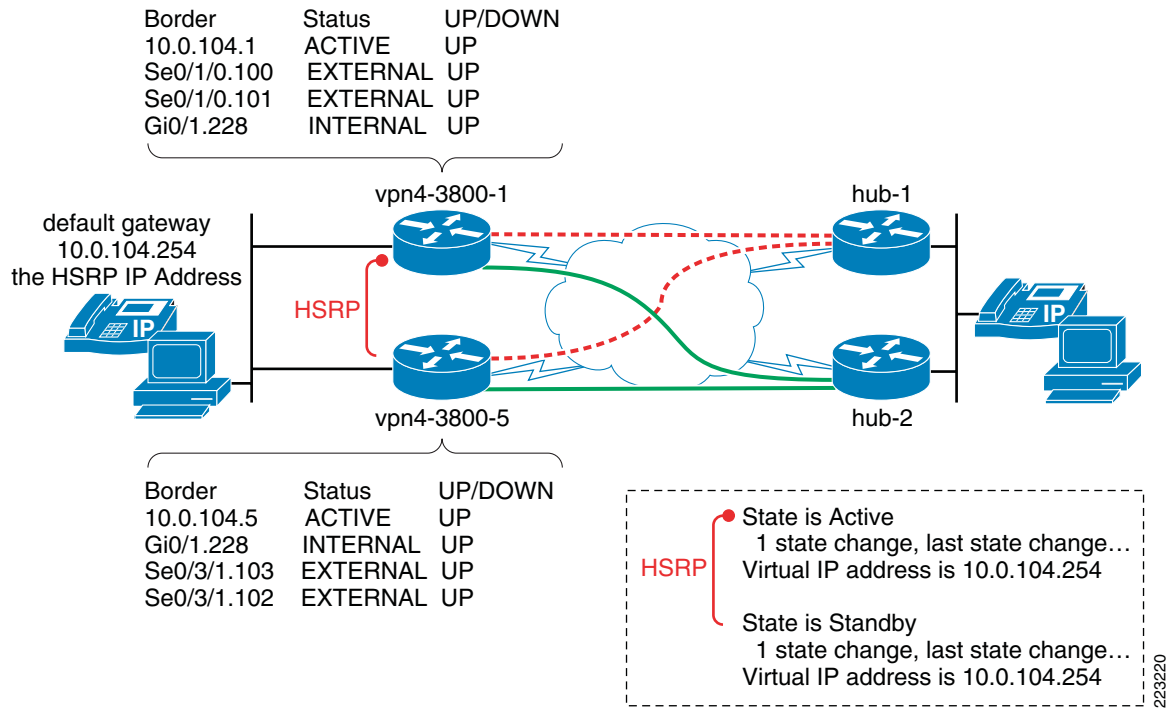 Border Status UP/DOWN
10.0.104.1 ACTIVE UP
Se0/1/0.100 EXTERNAL UP
Se0/1/0.101 EXTERNAL UP
Gi0/1.228 INTERNAL UP
vpn4-3800-1
hub-1
default gateway
10.0.104.254
the HSRP IP Address
IP
HSRP
IP
vpn4-3800-5
hub-2
Border Status UP/DOWN
10.0.104.5 ACTIVE UP
Gi0/1.228 INTERNAL UP
Se0/3/1.103 EXTERNAL UP
Se0/3/1.102 EXTERNAL UP
HSRP
State is Active
1 state change, last state change…
Virtual IP address is 10.0.104.254
State is Standby
1 state change, last state change…
Virtual IP address is 10.0.104.254
223220